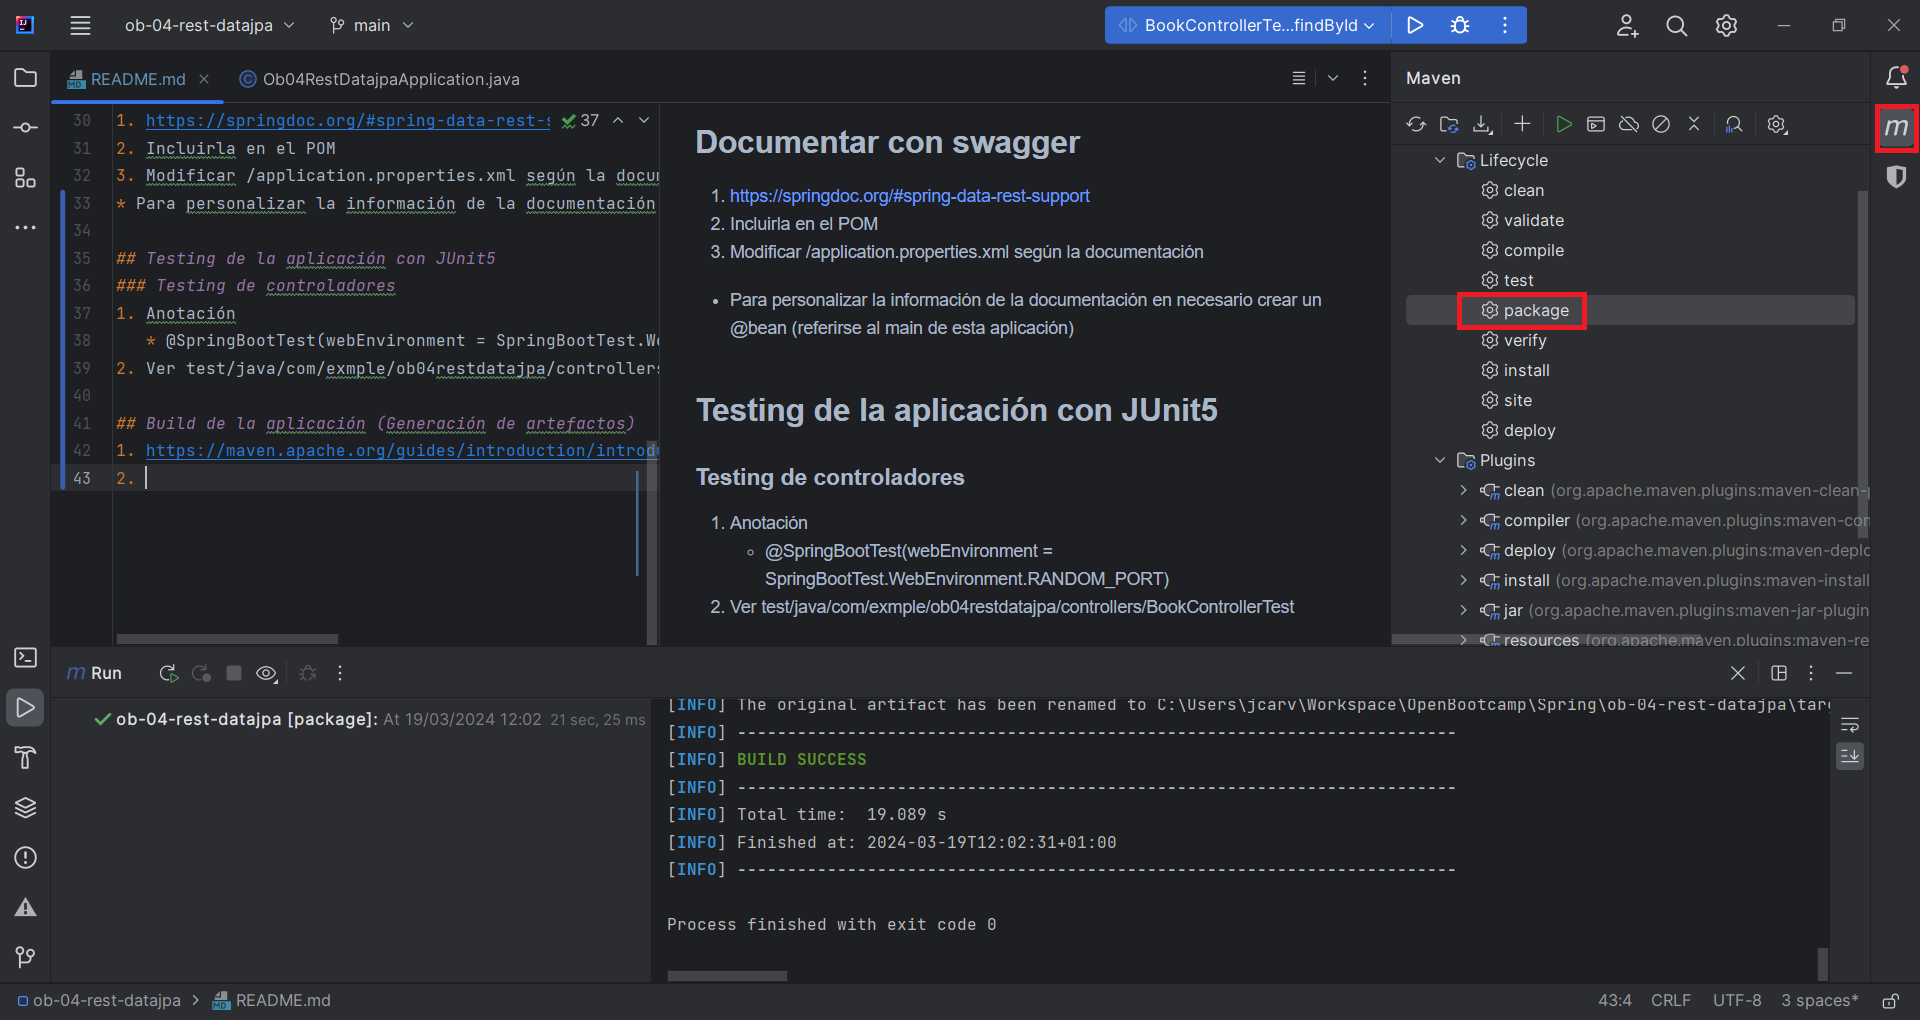 ob-04-rest-datajpa
main
BookControllerTe...findById
README.md
Ob04RestDatajpaApplication.java
Maven
30 1. https://springdoc.org/#spring-data-rest-s 37
31 2. Incluirla en el POM
32 3. Modificar /application.properties.xml según la docu
33 * Para personalizar la información de la documentación
34
35 ## Testing de la aplicación con JUnit5
36 ### Testing de controladores
37 1. Anotación
38 * @SpringBootTest(webEnvironment = SpringBootTest.We
39 2. Ver test/java/com/exmple/ob04restdatajpa/controllers
40
41 ## Build de la aplicación (Generación de artefactos)
42 1. https://maven.apache.org/guides/introduction/introdu
43 2.
Documentar con swagger
1. https://springdoc.org/#spring-data-rest-support
2. Incluirla en el POM
3. Modificar /application.properties.xml según la documentación
• Para personalizar la información de la documentación en necesario crear un
@bean (referirse al main de esta aplicación)
Testing de la aplicación con JUnit5
Testing de controladores
1. Anotación
@SpringBootTest(webEnvironment =
SpringBootTest.WebEnvironment.RANDOM_PORT)
2. Ver test/java/com/exmple/ob04restdatajpa/controllers/BookControllerTest
m
Lifecycle
clean
validate
compile
test
package
verify
install
site
deploy
Plugins
clean (org.apache.maven.plugins:maven-clean-p
compiler (org.apache.maven.plugins:maven-com
deploy (org.apache.maven.plugins:maven-deplo
install (org.apache.maven.plugins:maven-install
jar (org.apache.maven.plugins:maven-jar-plugin
resources (org.apache.maven.plugins:maven-re
m Run
ob-04-rest-datajpa [package]: At 19/03/2024 12:02 21 sec, 25 ms
[INFO] The original artifact has been renamed to C:\Users\jcarv\Workspace\OpenBootcamp\Spring\ob-04-rest-datajpa\targ
[INFO] ------------------------------------------------------------------------
[INFO] BUILD SUCCESS
[INFO] ------------------------------------------------------------------------
[INFO] Total time:  19.089 s
[INFO] Finished at: 2024-03-19T12:02:31+01:00
[INFO] ------------------------------------------------------------------------
Process finished with exit code 0
ob-04-rest-datajpa > README.md
43:4 CRLF UTF-8 3 spaces*